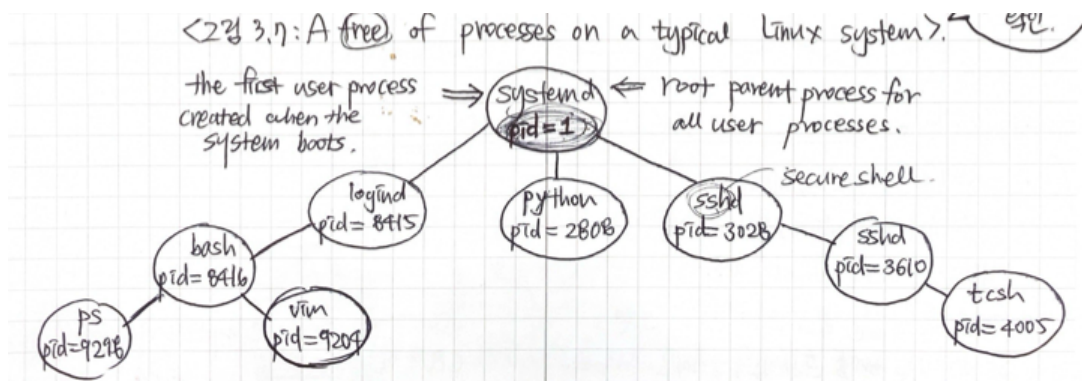 <그림 3.7: A tree of processes on a typical Linux system>.
the first user process
created when the
system boots.
⇒
systemd
pid=1
← root parent process for
all user processes.
logind
pid=8415
python
pid=2808
sshd
pid=3028
secure shell.
bash
pid=8416
sshd
pid=3610
ps
pid=9298
vim
pid=9204
tcsh
pid=4005